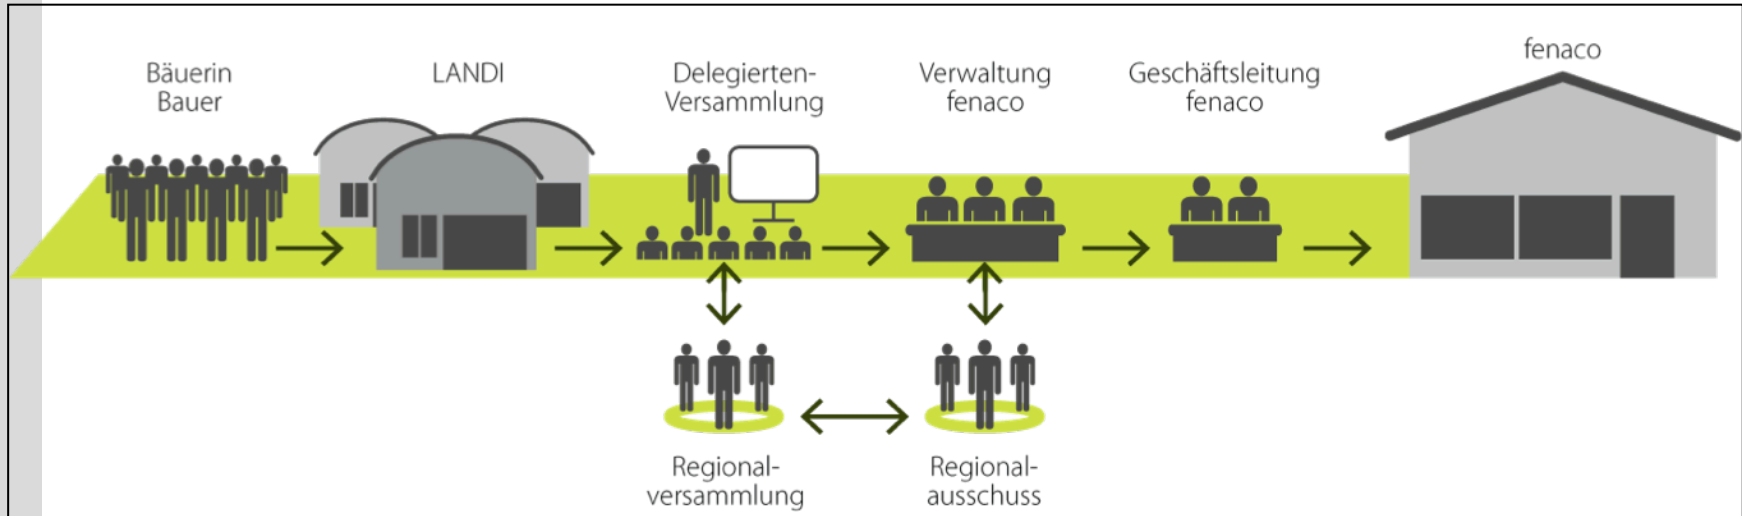 Bäuerin
Bauer
LANDI
Delegierten-
Versammlung
Verwaltung
fenaco
Geschäftsleitung
fenaco
fenaco
Regional-
versammlung
Regional-
ausschuss